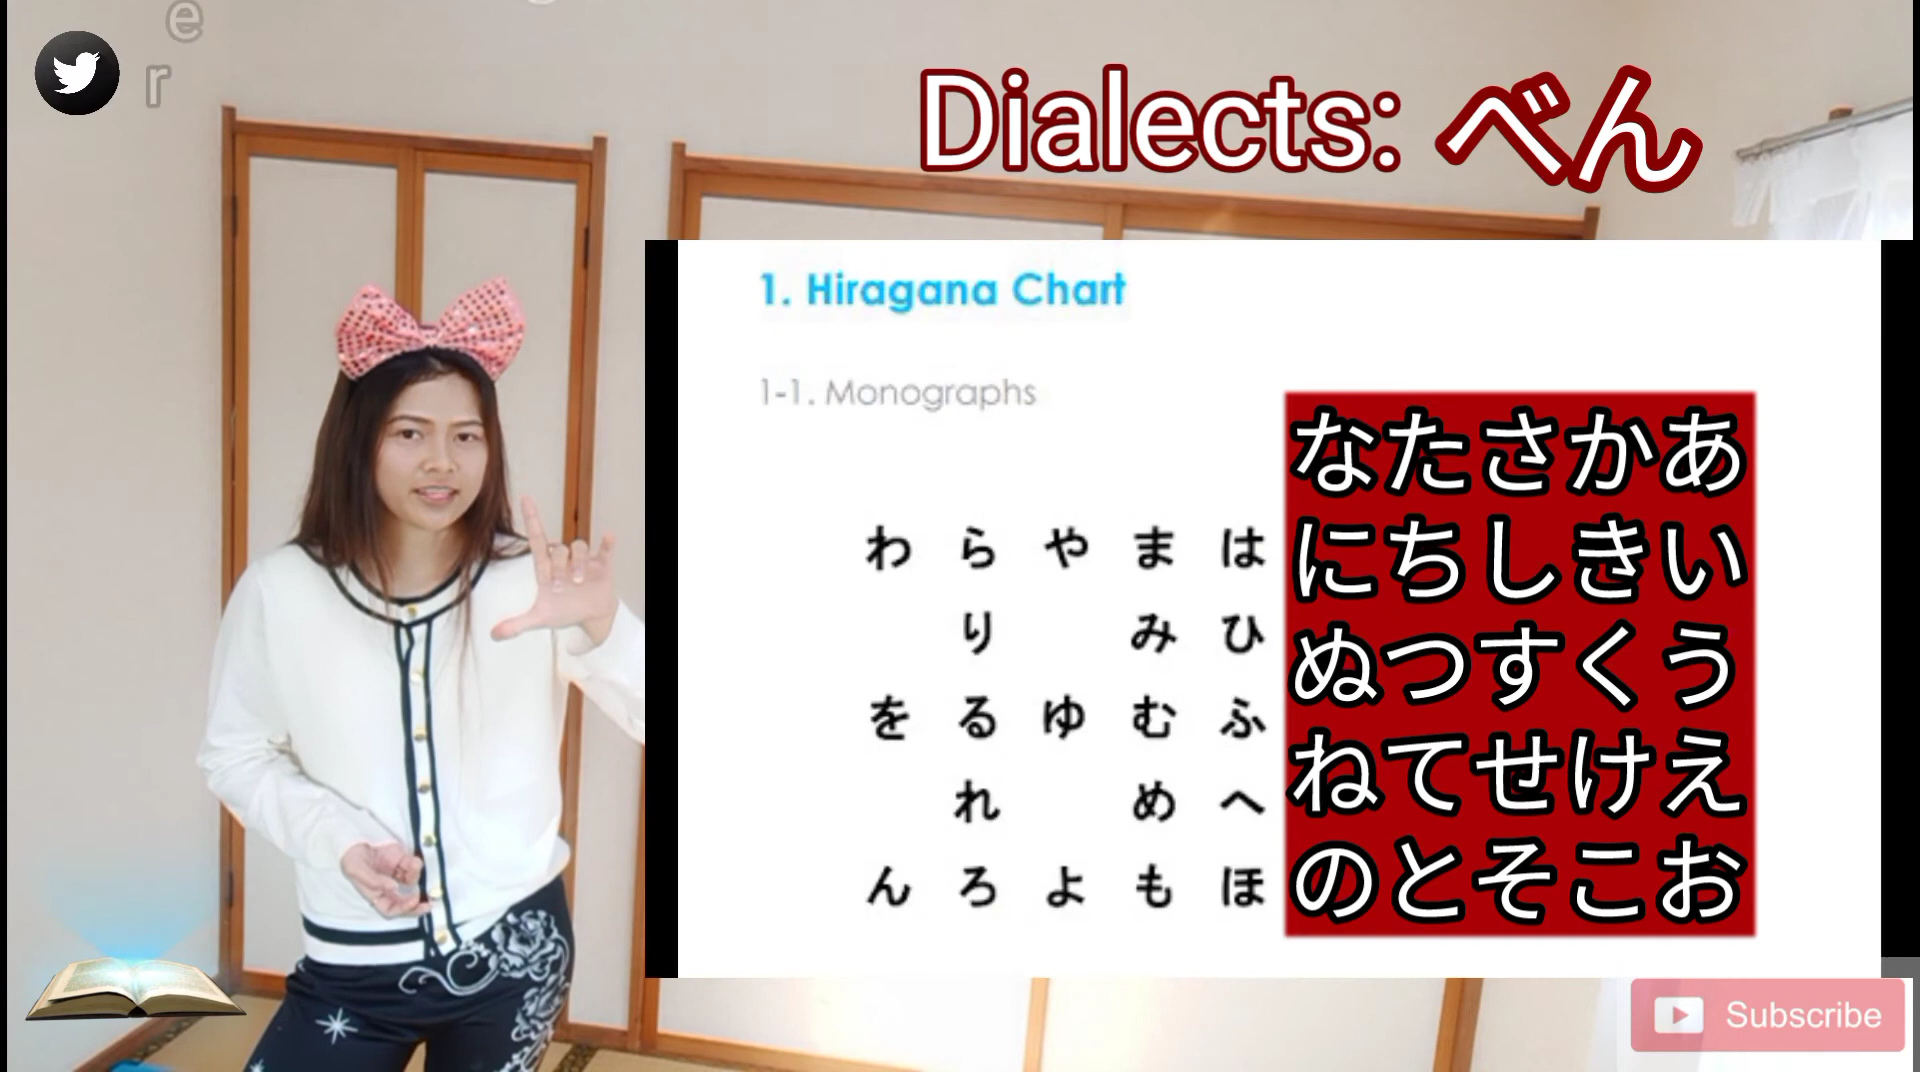 e
r
Dialects: べん
1. Hiragana Chart
1-1. Monographs
なたさかあ
にちしきい
ぬつすくう
ねてせけえ
のとそこお
わ ら や ま は
り み ひ
を る ゆ む ふ
れ め へ
ん ろ よ も ほ
Subscribe